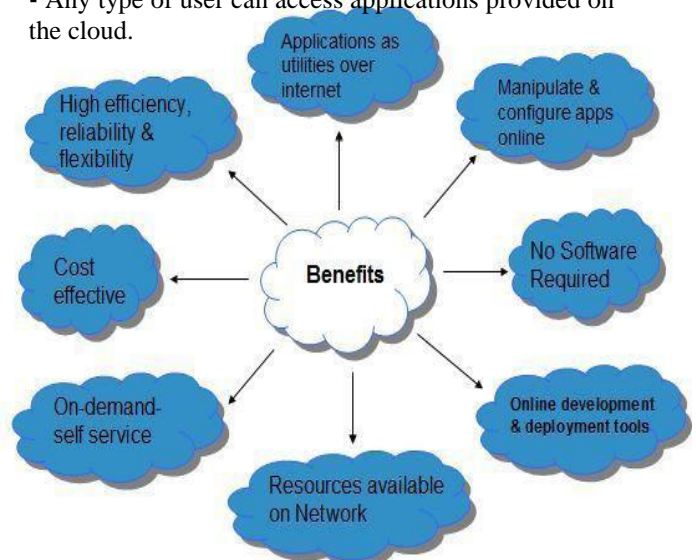 - Any type of user can access applications provided on
the cloud.
Applications as
utilities over
internet
High efficiency,
reliability &
flexibility
Manipulate &
configure apps
online
Cost
effective
Benefits
No Software
Required
On-demand-
self service
Online development
& deployment tools
Resources available
on Network